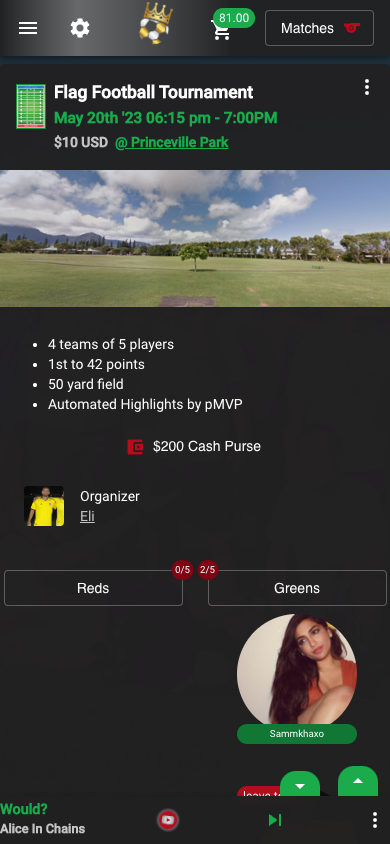 81.00
Matches
Flag Football Tournament
May 20th '23 06:15 pm - 7:00PM
$10 USD @ Princeville Park
4 teams of 5 players
1st to 42 points
50 yard field
Automated Highlights by pMVP
$200 Cash Purse
Organizer
Eli
0/5 2/5
Reds Greens
Sammkhaxo
leave t
Would?
Alice In Chains